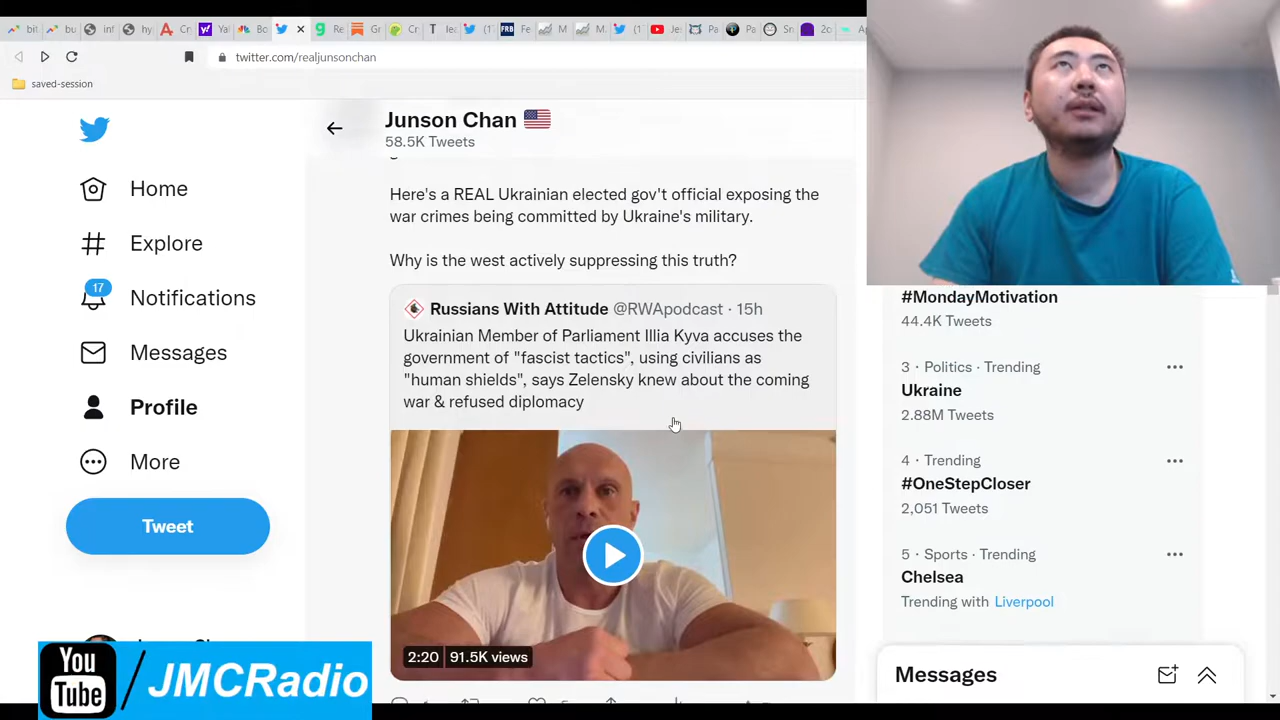 twitter.com/realjunsonchan
saved-session
Junson Chan
58.5K Tweets
Home
Explore
17
Notifications
Messages
Profile
More
Tweet
Here's a REAL Ukrainian elected gov't official exposing the
war crimes being committed by Ukraine's military.
Why is the west actively suppressing this truth?
Russians With Attitude @RWApodcast · 15h
Ukrainian Member of Parliament Illia Kyva accuses the
government of "fascist tactics", using civilians as
"human shields", says Zelensky knew about the coming
war & refused diplomacy
2:20 91.5K views
#MondayMotivation
44.4K Tweets
3 · Politics · Trending
Ukraine
2.88M Tweets
4 · Trending
#OneStepCloser
2,051 Tweets
5 · Sports · Trending
Chelsea
Trending with Liverpool
Messages
You
Tube
/JMCRadio